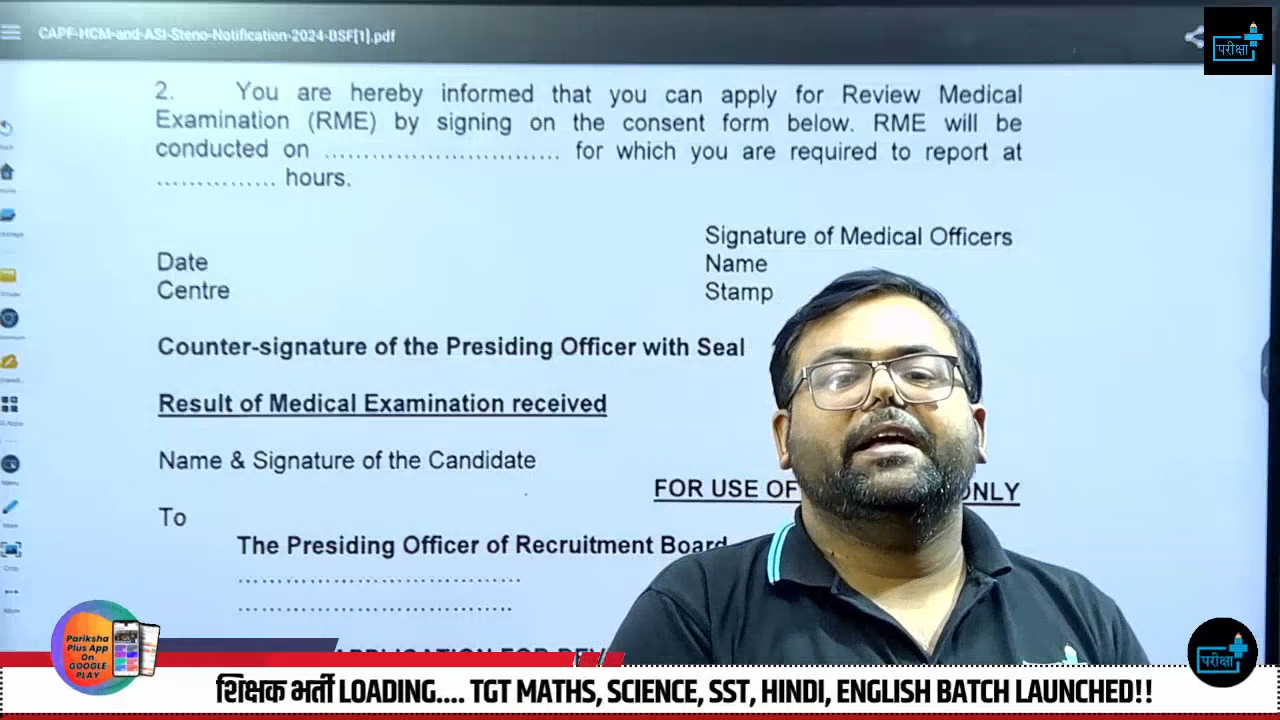 CAPF-HCM-and-ASI-Steno-Notification-2024-BSF[1].pdf
परीक्षा
2. You are hereby informed that you can apply for Review Medical
Examination (RME) by signing on the consent form below. RME will be
conducted on ................................ for which you are required to report at
................ hours.
Signature of Medical Officers
Date
Name
Centre
Stamp
Counter-signature of the Presiding Officer with Seal
Result of Medical Examination received
Name & Signature of the Candidate
FOR USE OF
ONLY
To
The Presiding Officer of Recruitment Board
......................................
.....................................
Pariksha
Plus App
On
GOOGLE
PLAY
परीक्षा
शिक्षक भर्ती LOADING.... TGT MATHS, SCIENCE, SST, HINDI, ENGLISH BATCH LAUNCHED!!